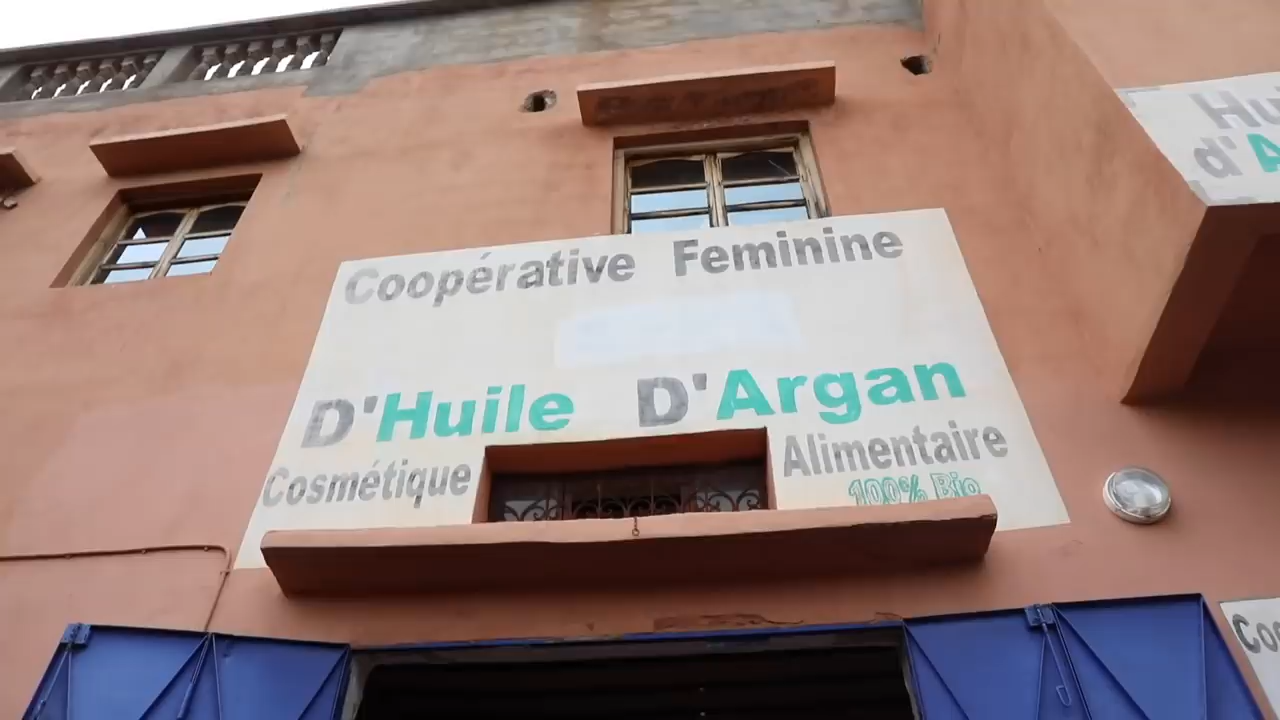 Coopérative Feminine
D'Huile D'Argan
Cosmétique
Alimentaire
100% Bio